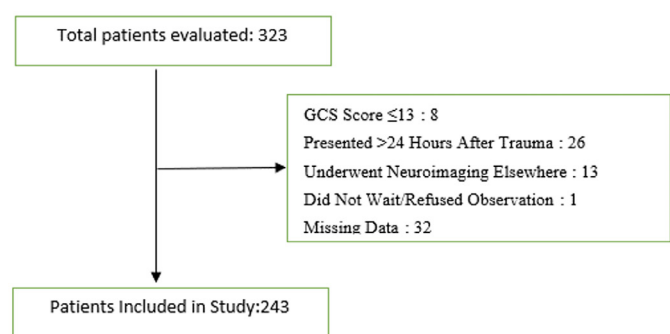 Total patients evaluated: 323
GCS Score ≤13 : 8
Presented >24 Hours After Trauma : 26
Underwent Neuroimaging Elsewhere : 13
Did Not Wait/Refused Observation : 1
Missing Data : 32
Patients Included in Study:243